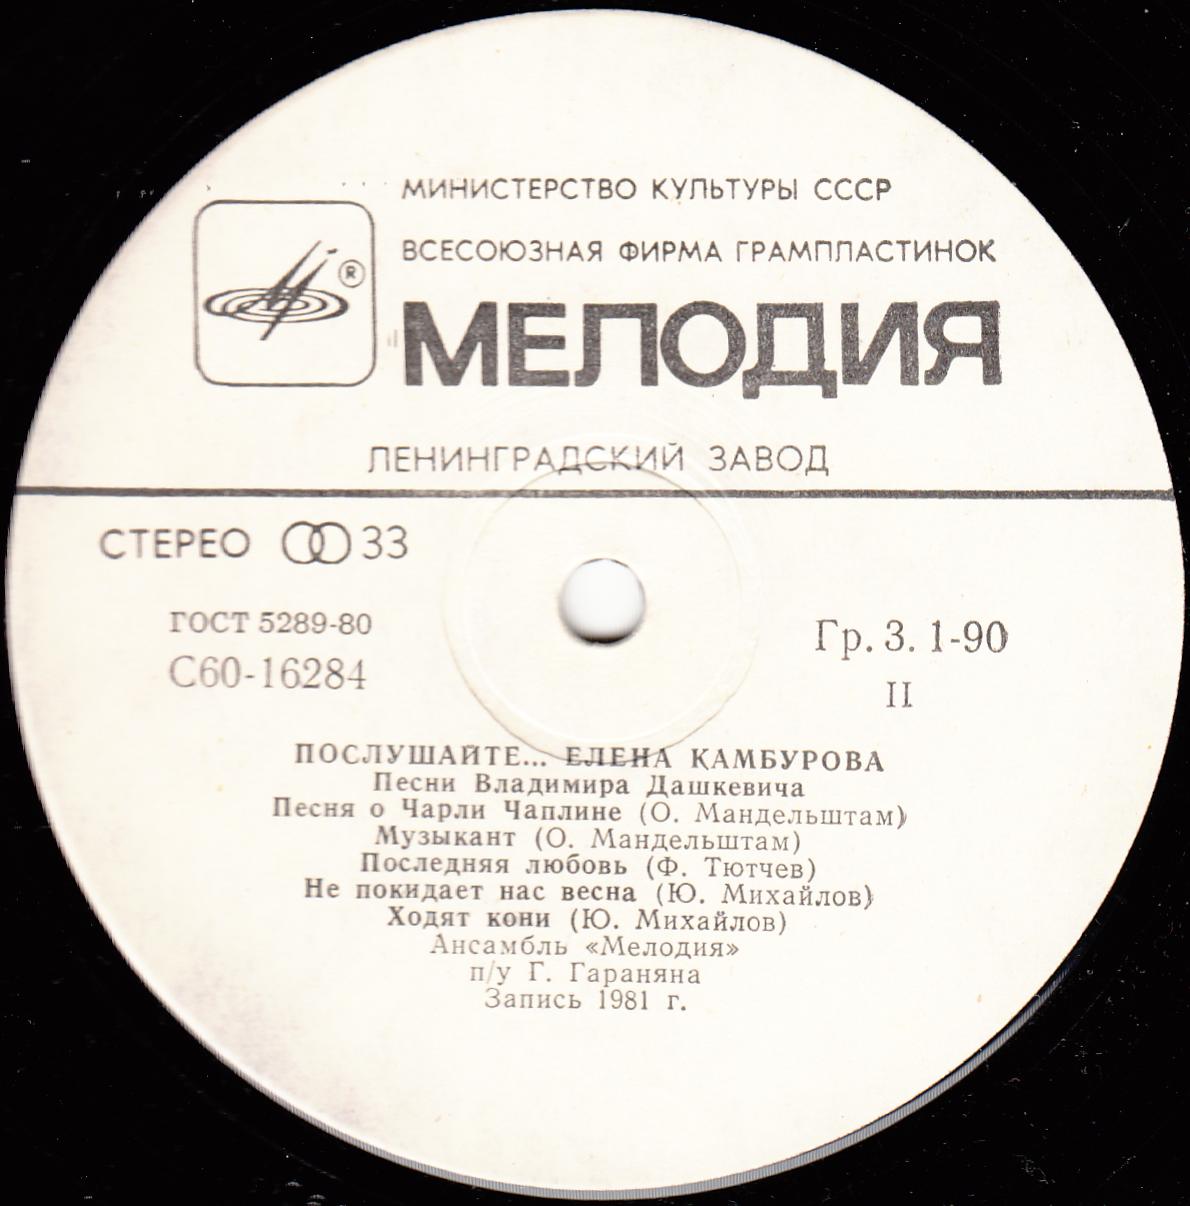 МИНИСТЕРСТВО КУЛЬТУРЫ СССР
ВСЕСОЮЗНАЯ ФИРМА ГРАМПЛАСТИНОК
®
МЕЛОДИЯ
ЛЕНИНГРАДСКИЙ ЗАВОД
СТЕРЕО 33
ГОСТ 5289-80
С60-16284
Гр. 3. 1-90
II
ПОСЛУШАЙТЕ... ЕЛЕНА КАМБУРОВА
Песни Владимира Дашкевича
Песня о Чарли Чаплине (О. Мандельштам)
Музыкант (О. Мандельштам)
Последняя любовь (Ф. Тютчев)
Не покидает нас весна (Ю. Михайлов)
Ходят кони (Ю. Михайлов)
Ансамбль «Мелодия»
п/у Г. Гараняна
Запись 1981 г.